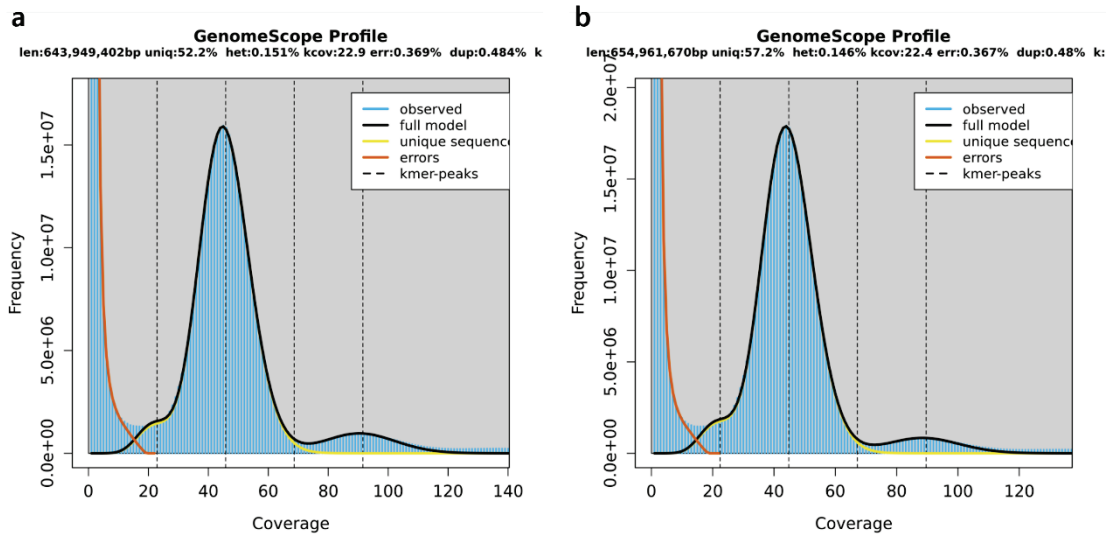 a
GenomeScope Profile
len:643,949,402bp uniq:52.2% het:0.151% kcov:22.9 err:0.369% dup:0.484% k
observed
full model
unique sequence
errors
kmer-peaks
Frequency
0.0e+00
5.0e+06
1.0e+07
1.5e+07
0
20
40
60
80
100
120
140
Coverage
b
GenomeScope Profile
len:654,961,670bp uniq:57.2% het:0.146% kcov:22.4 err:0.367% dup:0.48% k:
observed
full model
unique sequence
errors
kmer-peaks
Frequency
0.0e+00
5.0e+06
1.0e+07
1.5e+07
2.0e+07
0
20
40
60
80
100
120
Coverage